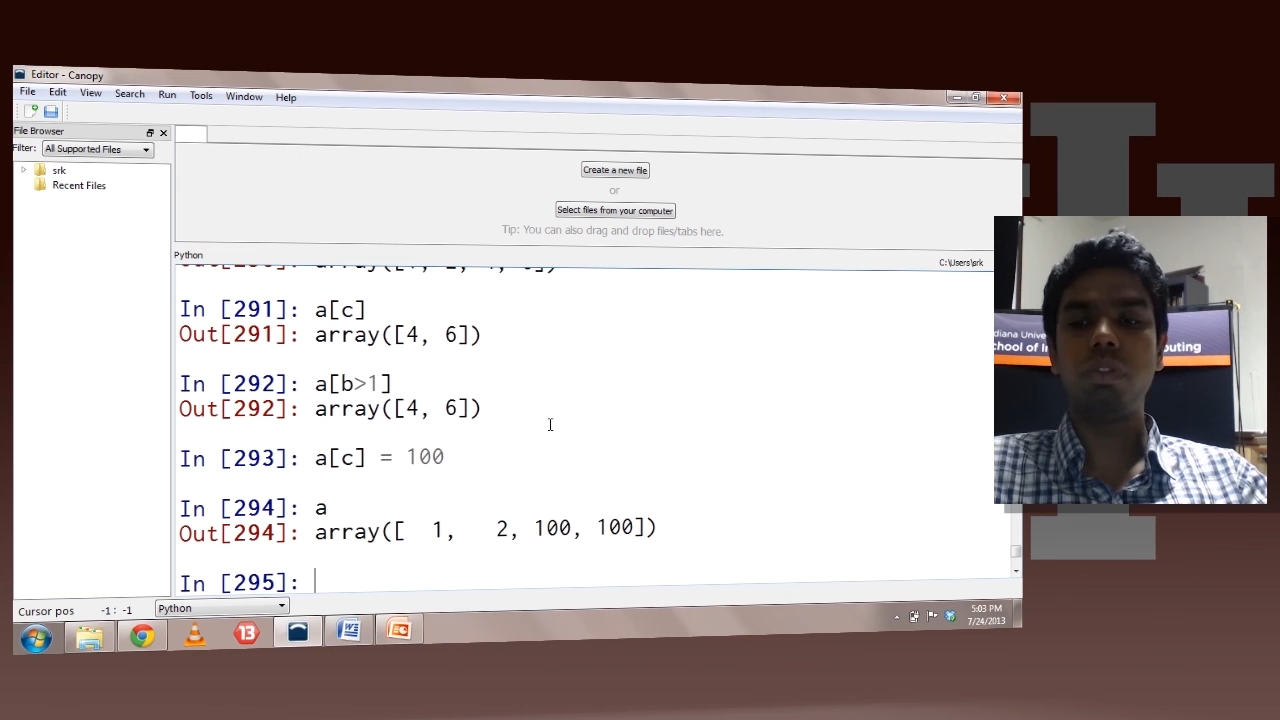 Editor - Canopy
File Edit View Search Run Tools Window Help
File Browser
Filter: All Supported Files
srk
Recent Files
Create a new file
or
Select files from your computer
Tip: You can also drag and drop files/tabs here.
Python
C:\Users\srk
In [291]: a[c]
Out[291]: array([4, 6])
In [292]: a[b>1]
Out[292]: array([4, 6])
In [293]: a[c] = 100
In [294]: a
Out[294]: array([  1,   2, 100, 100])
In [295]:
Cursor pos -1: -1 Python
13
5:03 PM
7/24/2013